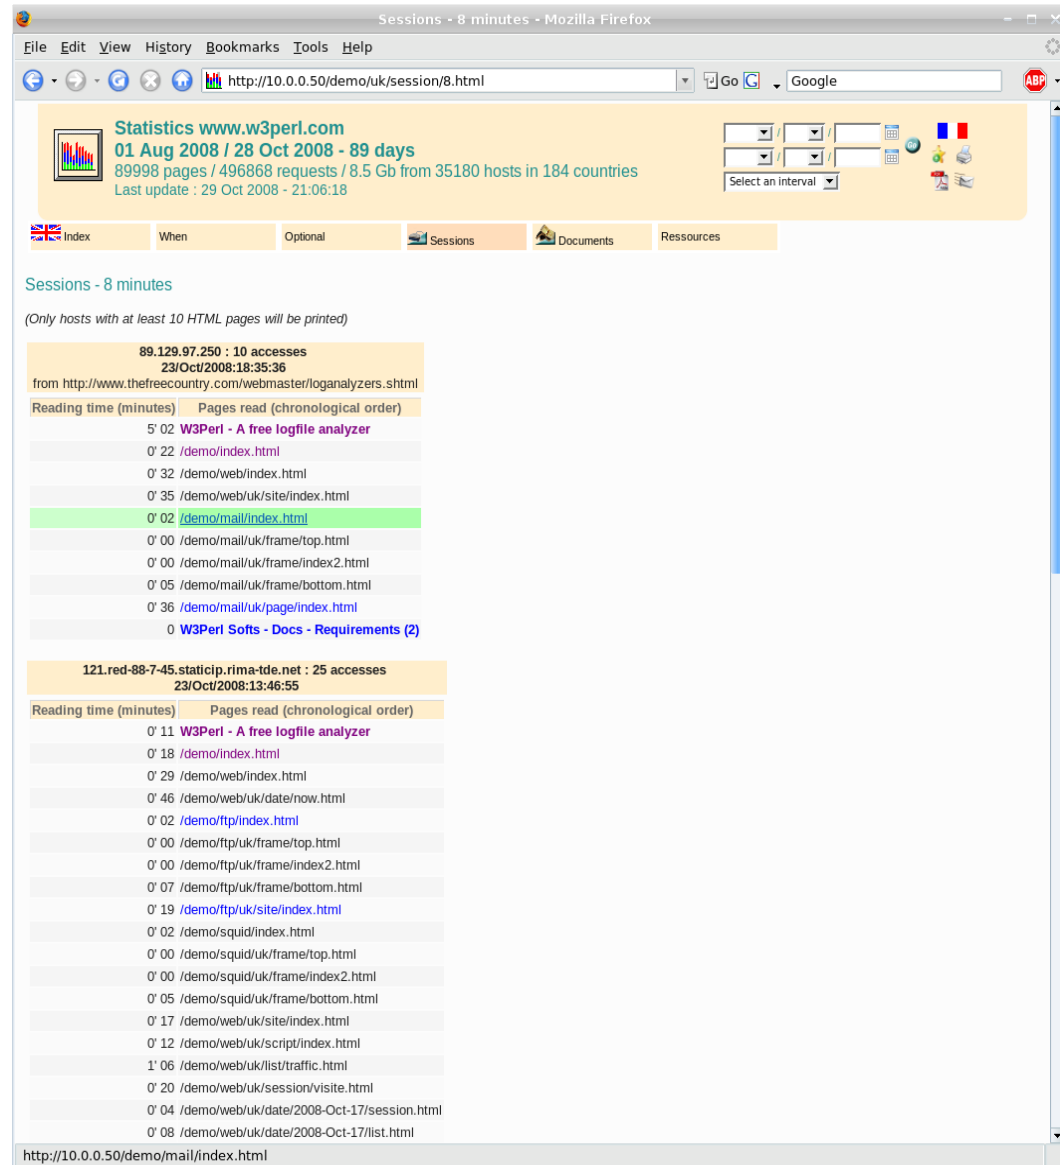 Sessions - 8 minutes - Mozilla Firefox
File Edit View History Bookmarks Tools Help
http://10.0.0.50/demo/uk/session/8.html Go G Google ABP
Statistics www.w3perl.com
01 Aug 2008 / 28 Oct 2008 - 89 days
89998 pages / 496868 requests / 8.5 Gb from 35180 hosts in 184 countries
Last update : 29 Oct 2008 - 21:06:18
/ /
/ /
Go
Select an interval
Index When Optional Sessions Documents Ressources
Sessions - 8 minutes
(Only hosts with at least 10 HTML pages will be printed)
89.129.97.250 : 10 accesses
23/Oct/2008:18:35:36
from http://www.thefreecountry.com/webmaster/loganalyzers.shtml
Reading time (minutes) Pages read (chronological order)
5' 02 W3Perl - A free logfile analyzer
0' 22 /demo/index.html
0' 32 /demo/web/index.html
0' 35 /demo/web/uk/site/index.html
0' 02 /demo/mail/index.html
0' 00 /demo/mail/uk/frame/top.html
0' 00 /demo/mail/uk/frame/index2.html
0' 05 /demo/mail/uk/frame/bottom.html
0' 36 /demo/mail/uk/page/index.html
0 W3Perl Softs - Docs - Requirements (2)
121.red-88-7-45.staticip.rima-tde.net : 25 accesses
23/Oct/2008:13:46:55
Reading time (minutes) Pages read (chronological order)
0' 11 W3Perl - A free logfile analyzer
0' 18 /demo/index.html
0' 29 /demo/web/index.html
0' 46 /demo/web/uk/date/now.html
0' 02 /demo/ftp/index.html
0' 00 /demo/ftp/uk/frame/top.html
0' 00 /demo/ftp/uk/frame/index2.html
0' 07 /demo/ftp/uk/frame/bottom.html
0' 19 /demo/ftp/uk/site/index.html
0' 02 /demo/squid/index.html
0' 00 /demo/squid/uk/frame/top.html
0' 00 /demo/squid/uk/frame/index2.html
0' 05 /demo/squid/uk/frame/bottom.html
0' 17 /demo/web/uk/site/index.html
0' 12 /demo/web/uk/script/index.html
1' 06 /demo/web/uk/list/traffic.html
0' 20 /demo/web/uk/session/visite.html
0' 04 /demo/web/uk/date/2008-Oct-17/session.html
0' 08 /demo/web/uk/date/2008-Oct-17/list.html
http://10.0.0.50/demo/mail/index.html